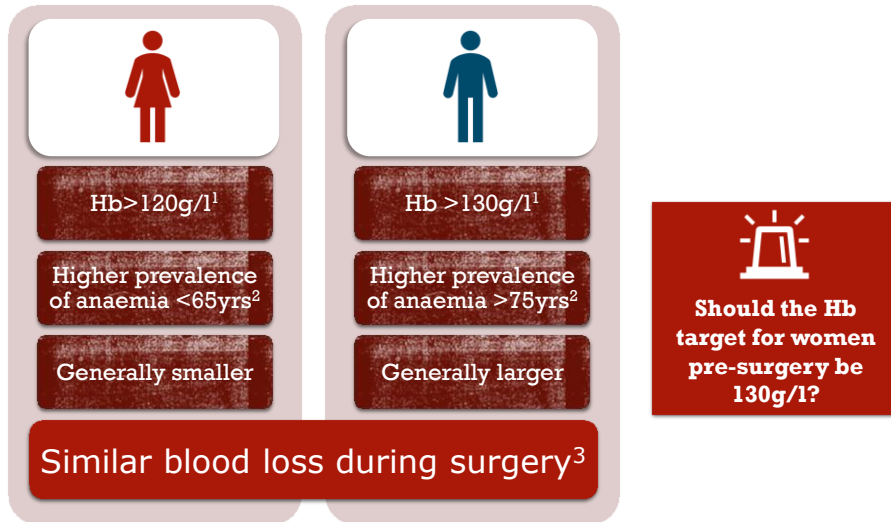 Hb>120g/l¹
Higher prevalence
of anaemia <65yrs²
Generally smaller
Hb >130g/l¹
Higher prevalence
of anaemia >75yrs²
Generally larger
Similar blood loss during surgery³
Should the Hb
target for women
pre-surgery be
130g/l?